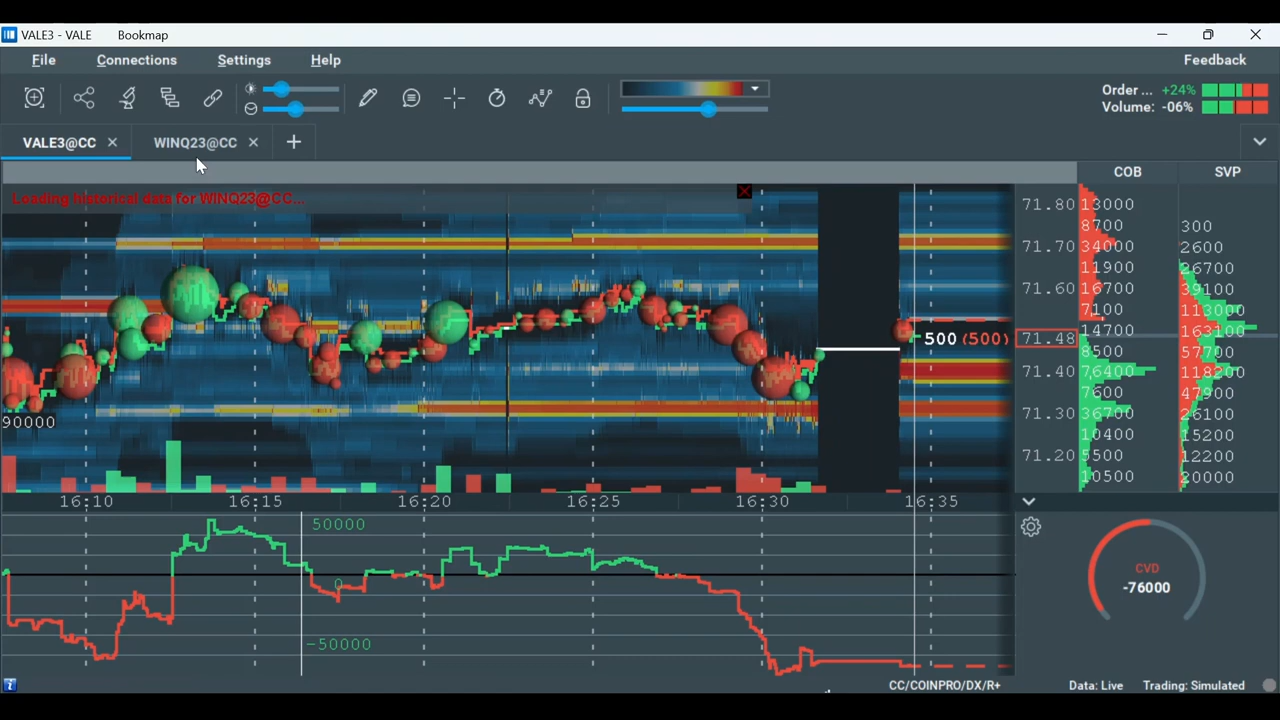 VALE3 - VALE Bookmap
File Connections Settings Help Feedback
Order ... +24%
Volume: -06%
VALE3@CC WINQ23@CC
COB SVP
Loading historical data for WINQ23@CC...
71.80 13000
8700 300
71.70 34000 2600
11900 26700
71.60 16700 39100
7100 113000
14700 163100
500 (500) 71.48
8500 57700
71.40 76400 118200
7600 47900
71.30 36700 26100
90000
10400 15200
71.20 5500 12200
10500 20000
16:10 16:15 16:20 16:25 16:30 16:35
50000
0
-50000
CVD
-76000
CC/COINPRO/DX/R+ Data: Live Trading: Simulated